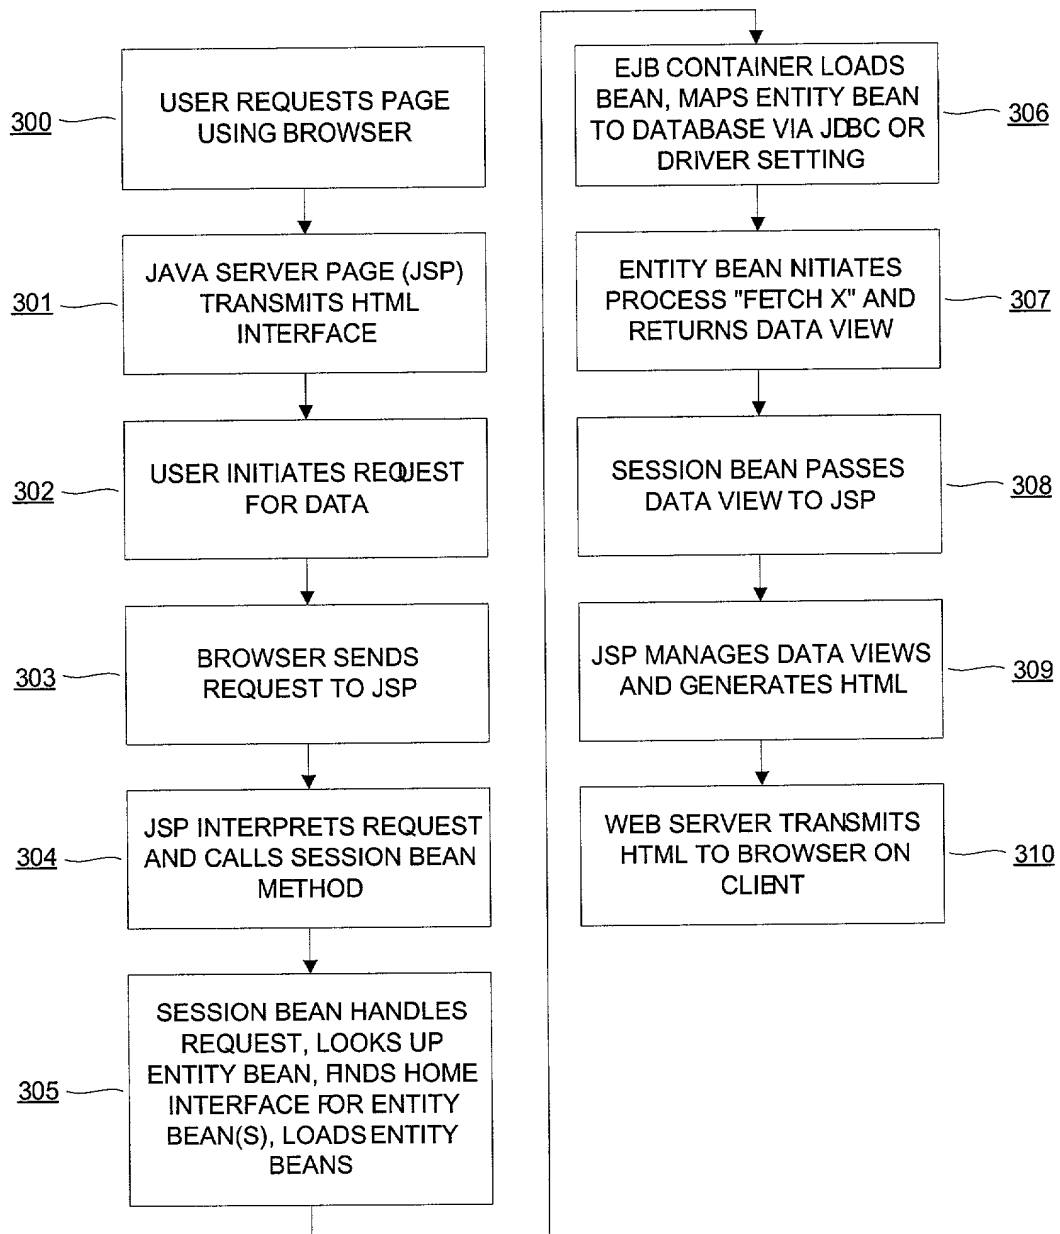 300
USER REQUESTS PAGE
USING BROWSER
301
JAVA SERVER PAGE (JSP)
TRANSMITS HTML
INTERFACE
302
USER INITIATES REQUEST
FOR DATA
303
BROWSER SENDS
REQUEST TO JSP
304
JSP INTERPRETS REQUEST
AND CALLS SESSION BEAN
METHOD
305
SESSION BEAN HANDLES
REQUEST, LOOKS UP
ENTITY BEAN, FINDS HOME
INTERFACE FOR ENTITY
BEAN(S), LOADS ENTITY
BEANS
EJB CONTAINER LOADS
BEAN, MAPS ENTITY BEAN
TO DATABASE VIA JDBC OR
DRIVER SETTING
306
ENTITY BEAN INITIATES
PROCESS "FETCH X" AND
RETURNS DATA VIEW
307
SESSION BEAN PASSES
DATA VIEW TO JSP
308
JSP MANAGES DATA VIEWS
AND GENERATES HTML
309
WEB SERVER TRANSMITS
HTML TO BROWSER ON
CLIENT
310